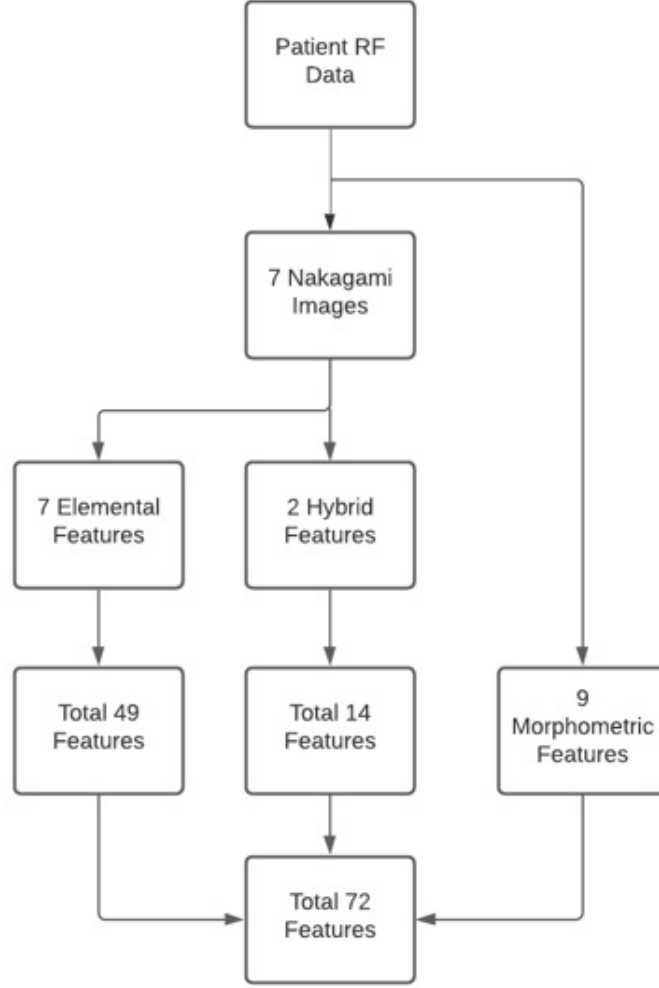 Patient RF
Data
7 Nakagami
Images
7 Elemental
Features
2 Hybrid
Features
Total 49
Features
Total 14
Features
9
Morphometric
Features
Total 72
Features